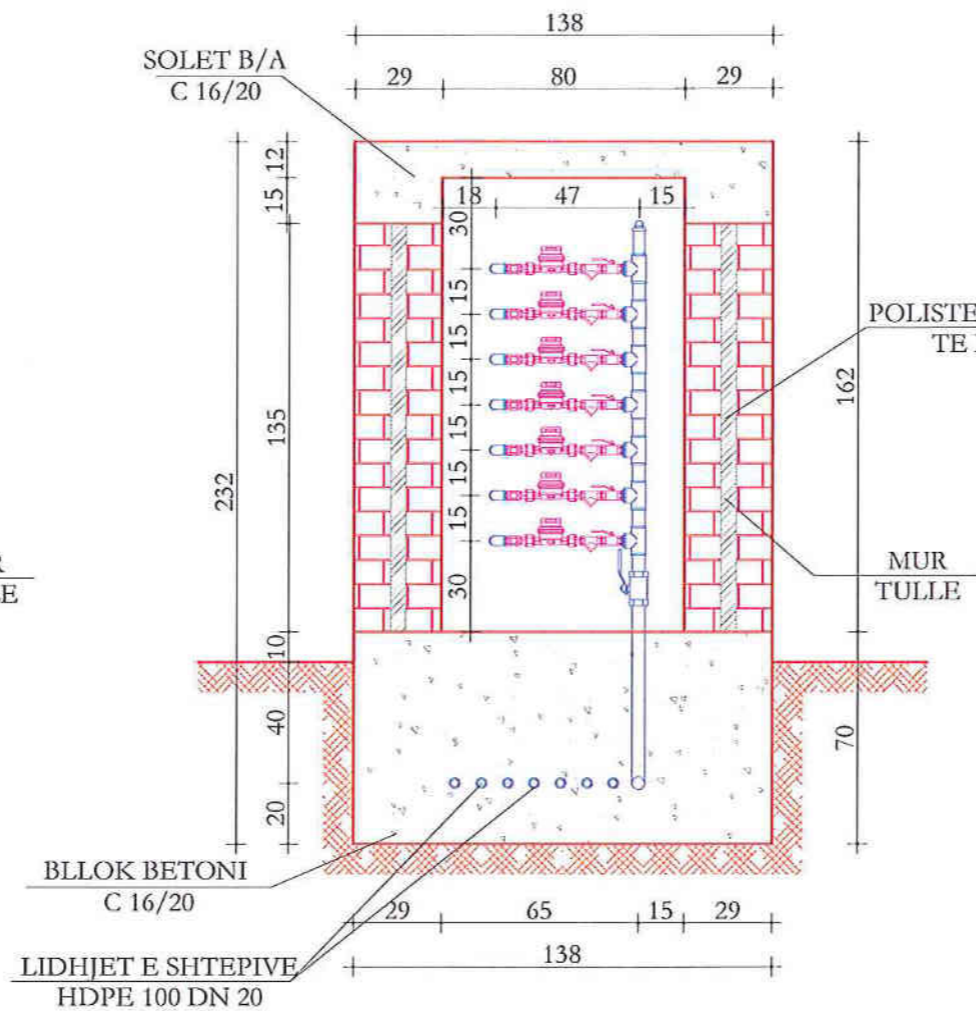 138
SOLET B/A
C 16/20
29 80 29
12
15
18 47 15
30
15
15
15
15
15
15
30
135
232
162
POLISTE
TE
MUR
TULLE
10
40
20
70
BLLOK BETONI
C 16/20
29 65 15 29
138
LIDHJET E SHTEPIVE
HDPE 100 DN 20